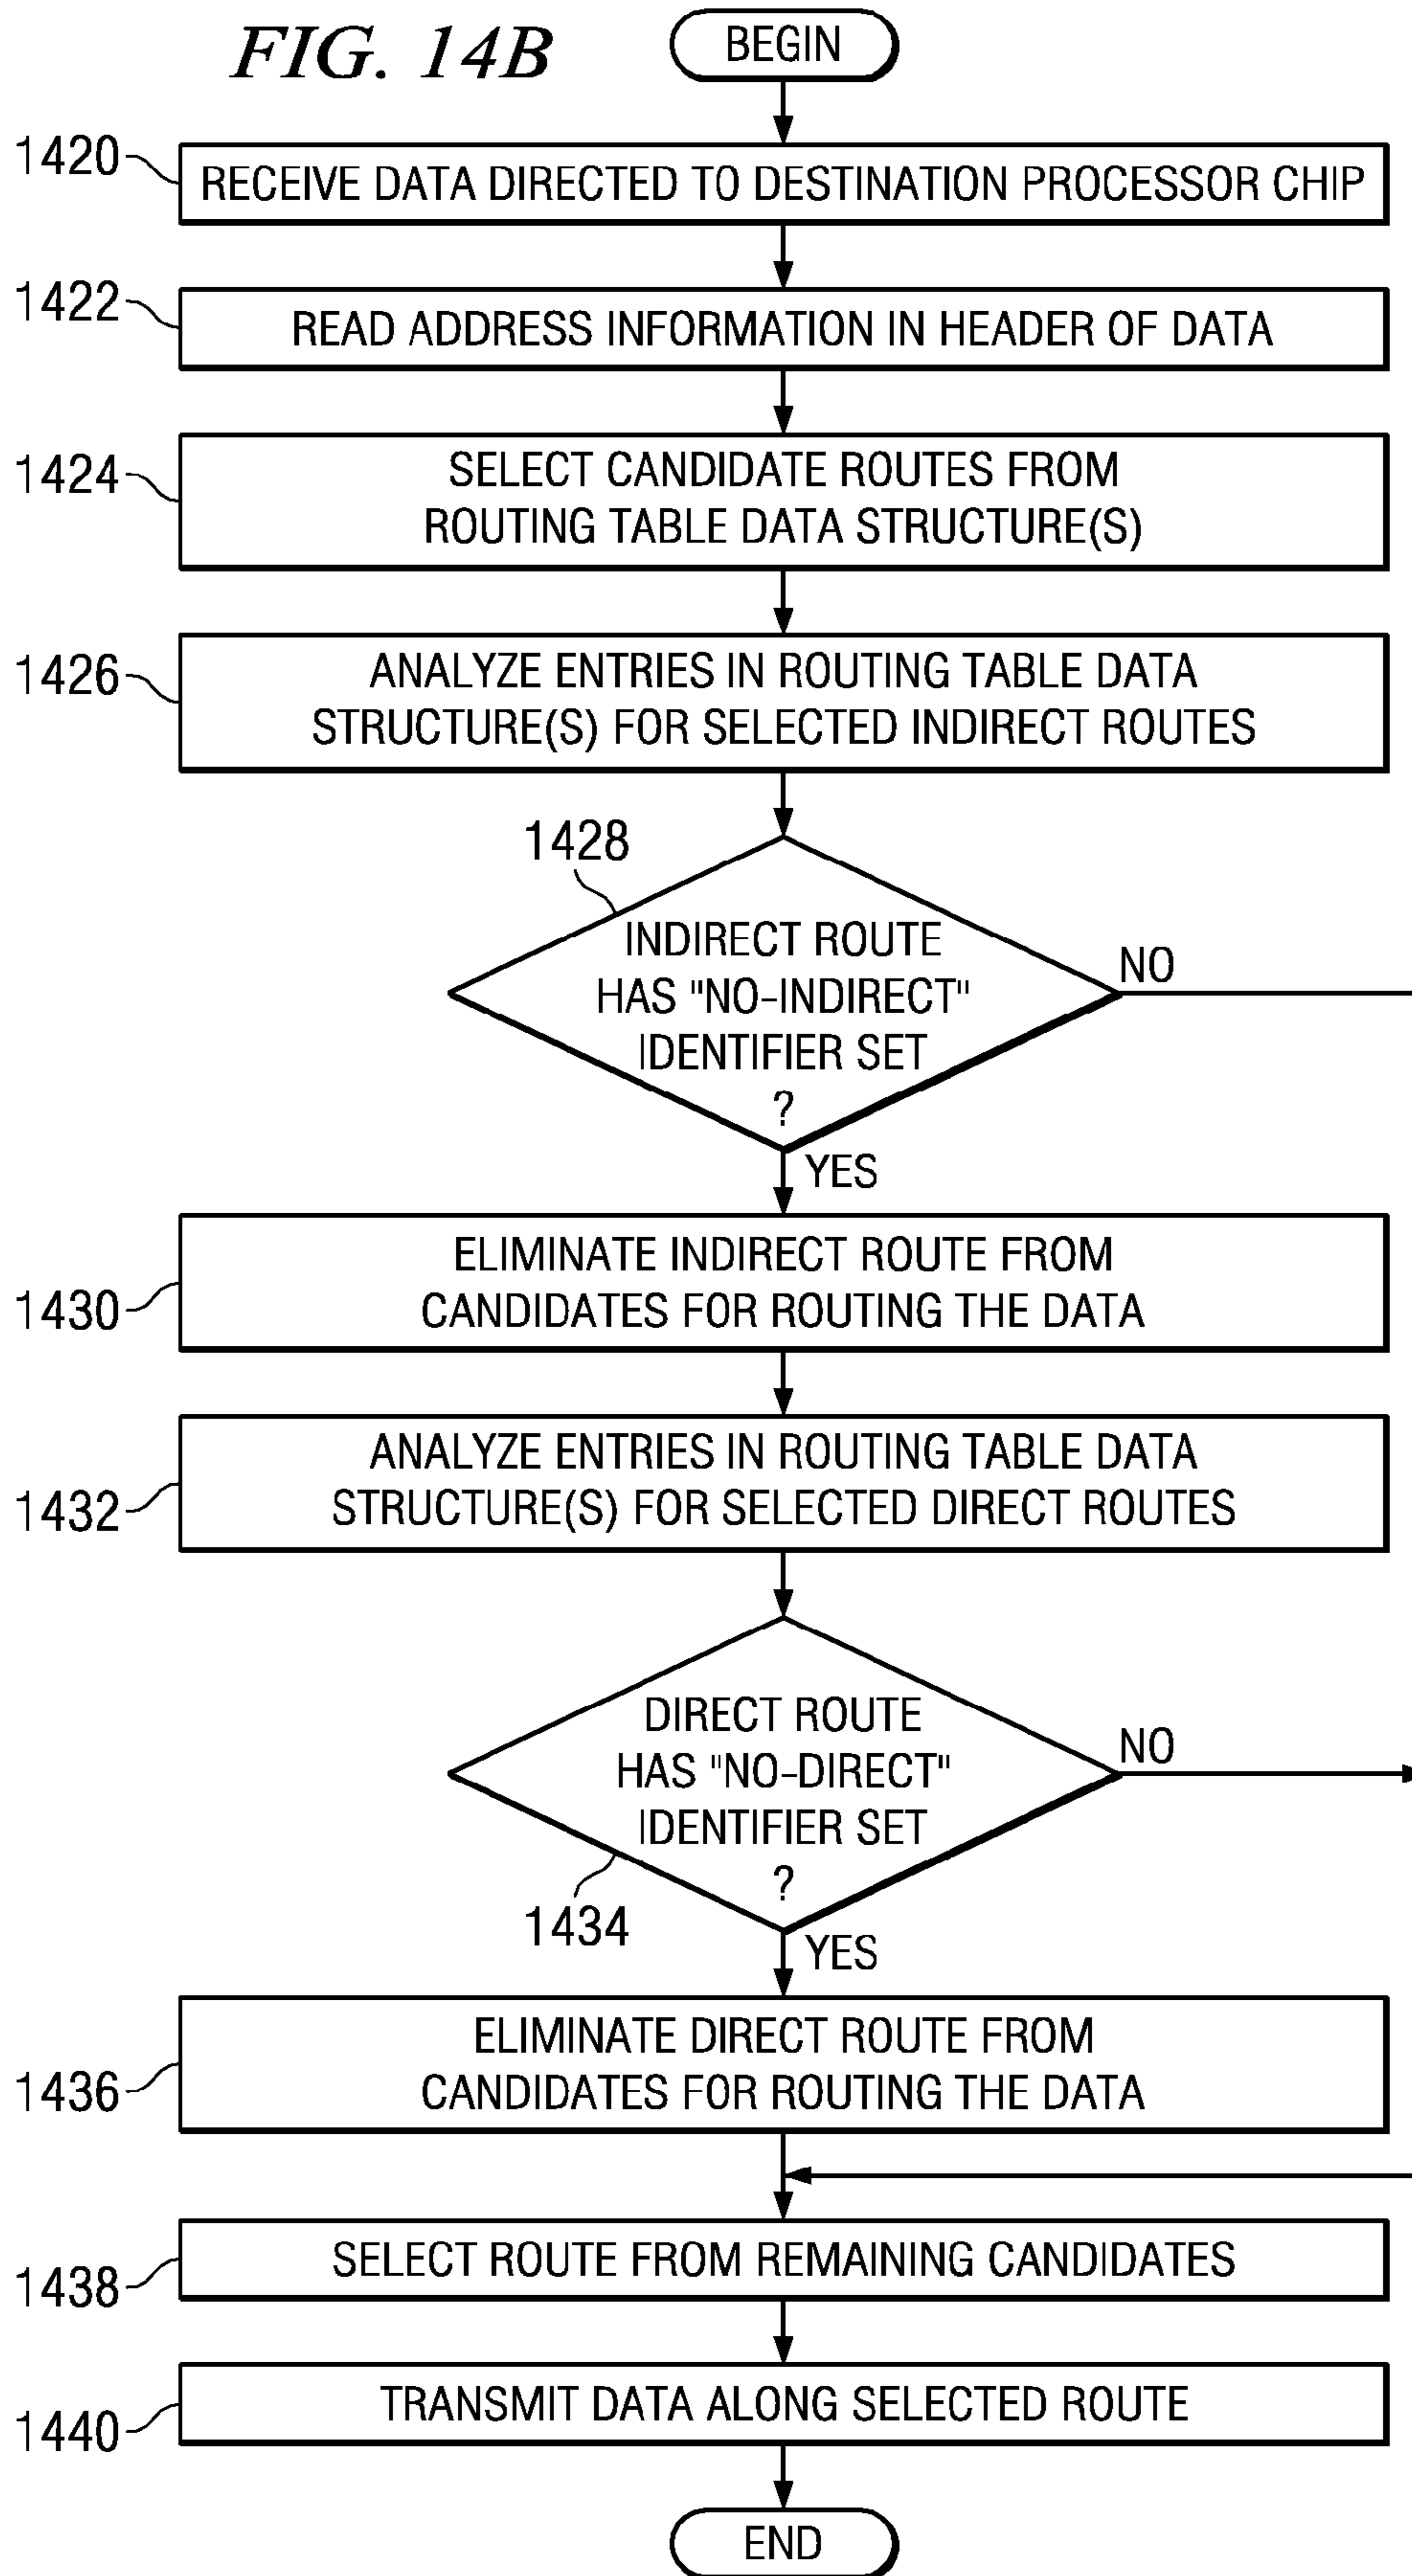 FIG. 14B
BEGIN
1420
RECEIVE DATA DIRECTED TO DESTINATION PROCESSOR CHIP
1422
READ ADDRESS INFORMATION IN HEADER OF DATA
1424
SELECT CANDIDATE ROUTES FROM
ROUTING TABLE DATA STRUCTURE(S)
1426
ANALYZE ENTRIES IN ROUTING TABLE DATA
STRUCTURE(S) FOR SELECTED INDIRECT ROUTES
1428
INDIRECT ROUTE
HAS "NO-INDIRECT"
IDENTIFIER SET
?
NO
YES
1430
ELIMINATE INDIRECT ROUTE FROM
CANDIDATES FOR ROUTING THE DATA
1432
ANALYZE ENTRIES IN ROUTING TABLE DATA
STRUCTURE(S) FOR SELECTED DIRECT ROUTES
DIRECT ROUTE
HAS "NO-DIRECT"
IDENTIFIER SET
?
NO
1434
YES
1436
ELIMINATE DIRECT ROUTE FROM
CANDIDATES FOR ROUTING THE DATA
1438
SELECT ROUTE FROM REMAINING CANDIDATES
1440
TRANSMIT DATA ALONG SELECTED ROUTE
END